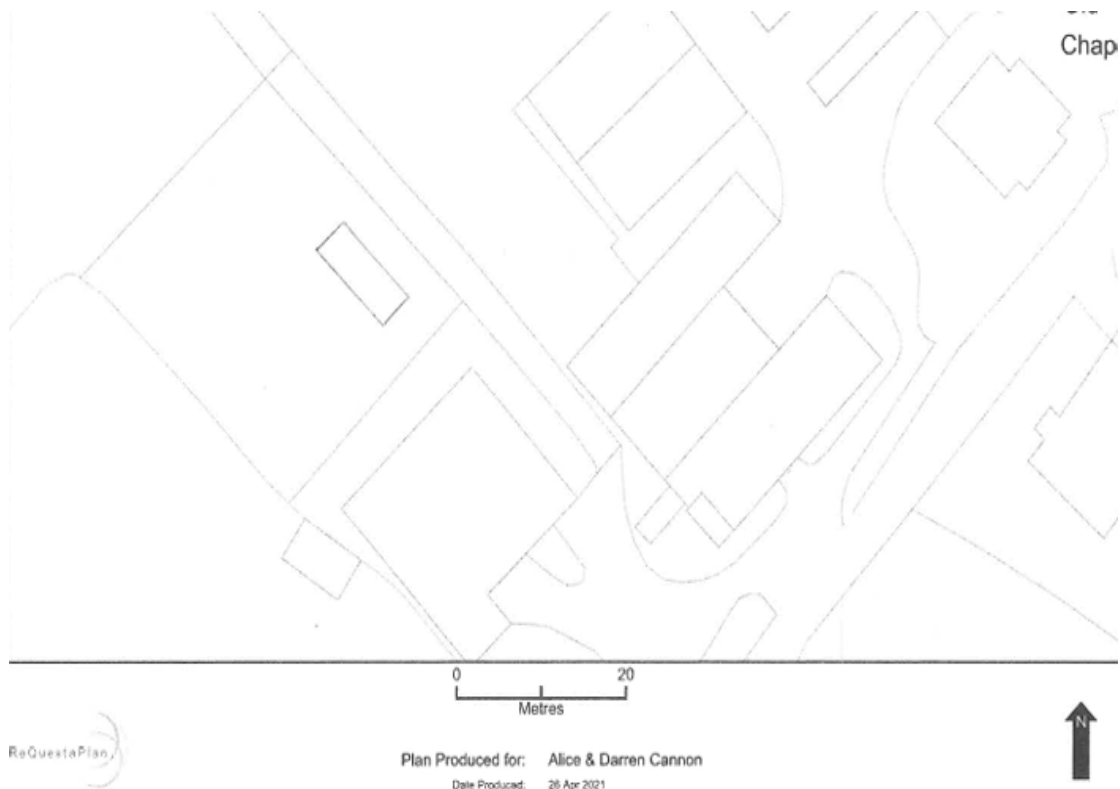 Chap
0 20
Metres
N
ReQuestaPlan
Plan Produced for: Alice & Darren Cannon
Date Produced: 26 Apr 2021